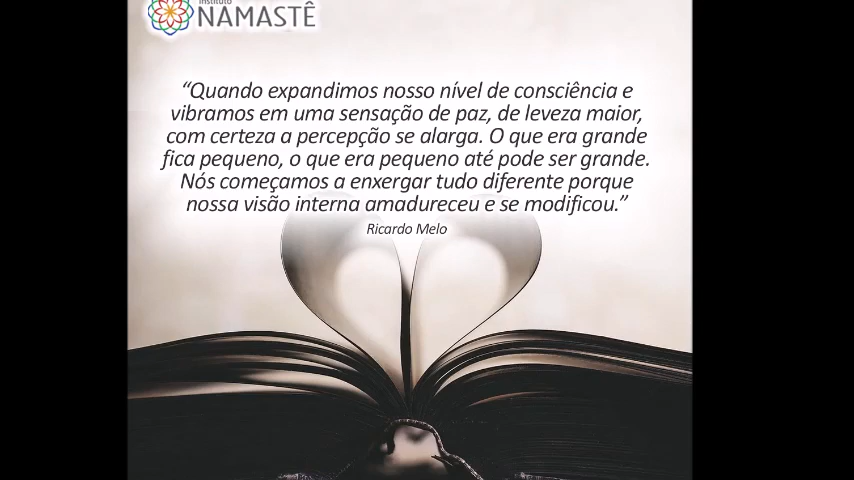 Instituto
NAMASTÊ
“Quando expandimos nosso nível de consciência e
vibramos em uma sensação de paz, de leveza maior,
com certeza a percepção se alarga. O que era grande
fica pequeno, o que era pequeno até pode ser grande.
Nós começamos a enxergar tudo diferente porque
nossa visão interna amadureceu e se modificou.”
Ricardo Melo